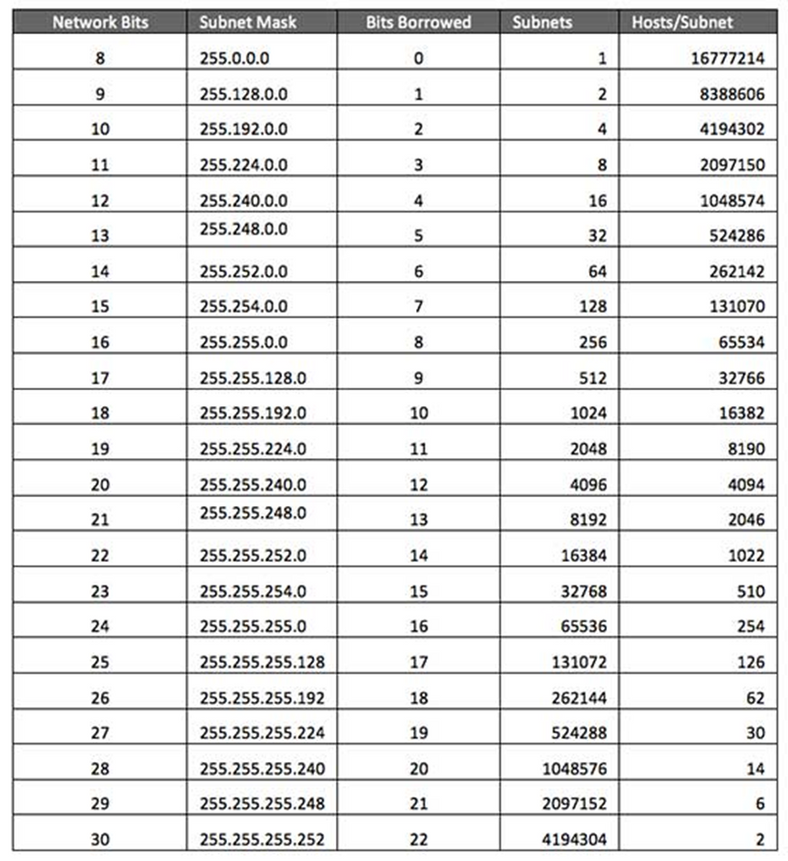 Network Bits Subnet Mask Bits Borrowed Subnets Hosts/Subnet
8 255.0.0.0 0 1 16777214
9 255.128.0.0 1 2 8388606
10 255.192.0.0 2 4 4194302
11 255.224.0.0 3 8 2097150
12 255.240.0.0 4 16 1048574
13 255.248.0.0 5 32 524286
14 255.252.0.0 6 64 262142
15 255.254.0.0 7 128 131070
16 255.255.0.0 8 256 65534
17 255.255.128.0 9 512 32766
18 255.255.192.0 10 1024 16382
19 255.255.224.0 11 2048 8190
20 255.255.240.0 12 4096 4094
21 255.255.248.0 13 8192 2046
22 255.255.252.0 14 16384 1022
23 255.255.254.0 15 32768 510
24 255.255.255.0 16 65536 254
25 255.255.255.128 17 131072 126
26 255.255.255.192 18 262144 62
27 255.255.255.224 19 524288 30
28 255.255.255.240 20 1048576 14
29 255.255.255.248 21 2097152 6
30 255.255.255.252 22 4194304 2